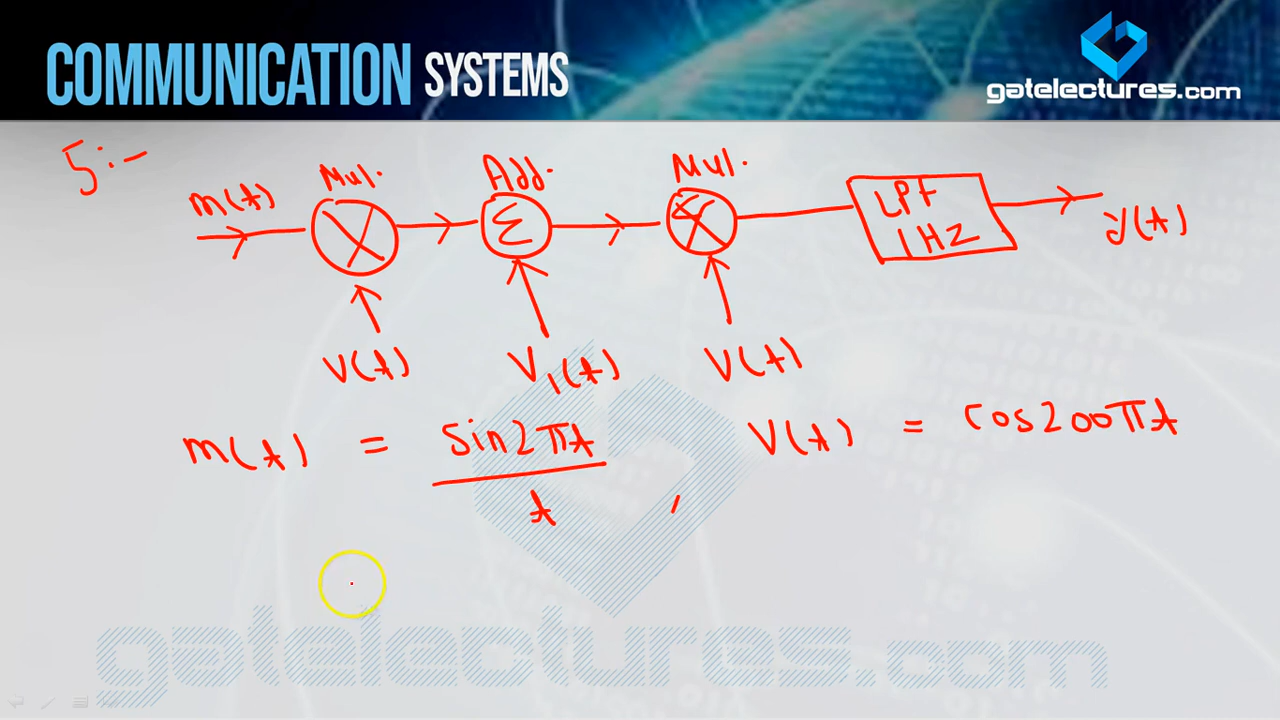 COMMUNICATION SYSTEMS
gatelectures.com
5:-
m(t) Mul. Add. Mul. LPF 1HZ y(t)
V(t) V1(t) V(t)
m(t) = sin2πt / t , V(t) = cos200πt
gatelectures.com